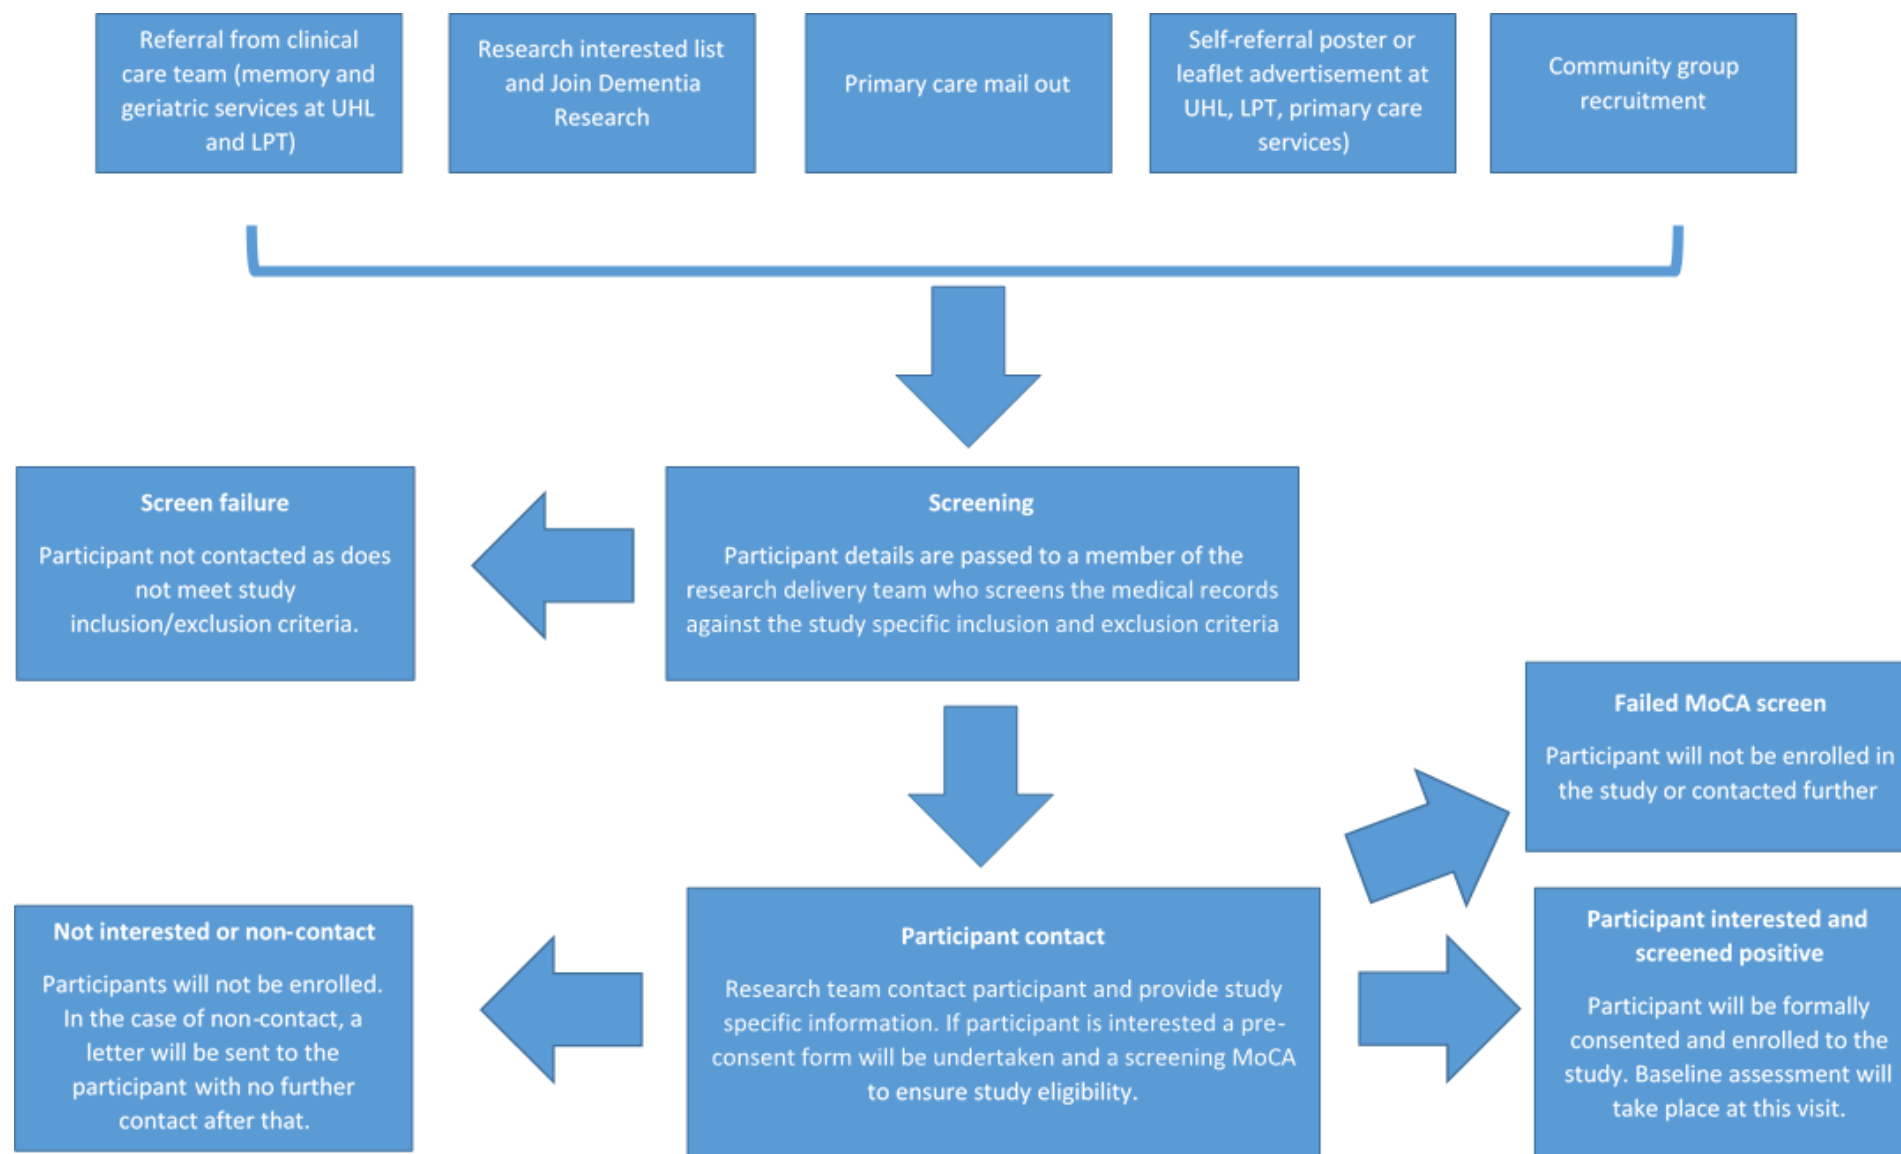 Referral from clinical
care team (memory and
geriatric services at UHL
and LPT)
Research interested list
and Join Dementia
Research
Primary care mail out
Self-referral poster or
leaflet advertisement at
UHL, LPT, primary care
services)
Community group
recruitment
Screen failure
Participant not contacted as does
not meet study
inclusion/exclusion criteria.
Screening
Participant details are passed to a member of the
research delivery team who screens the medical records
against the study specific inclusion and exclusion criteria
Failed MoCA screen
Participant will not be enrolled in
the study or contacted further
Not interested or non-contact
Participants will not be enrolled.
In the case of non-contact, a
letter will be sent to the
participant with no further
contact after that.
Participant contact
Research team contact participant and provide study
specific information. If participant is interested a pre-
consent form will be undertaken and a screening MoCA
to ensure study eligibility.
Participant interested and
screened positive
Participant will be formally
consented and enrolled to the
study. Baseline assessment will
take place at this visit.